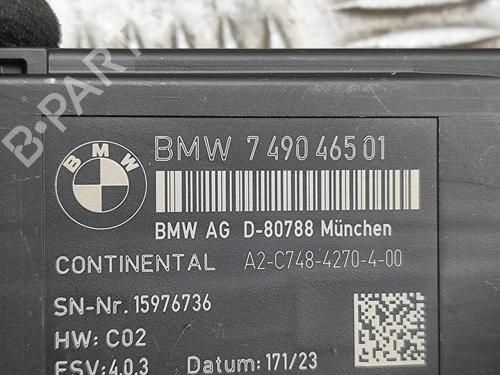 B-PARTS
BMW
BMW 7 490 465 01
BMW AG D-80788 München
CONTINENTAL A2-C748-4270-4-00
SN-Nr. 15976736
HW: C02
FSV: 4.0.3 Datum: 171/23